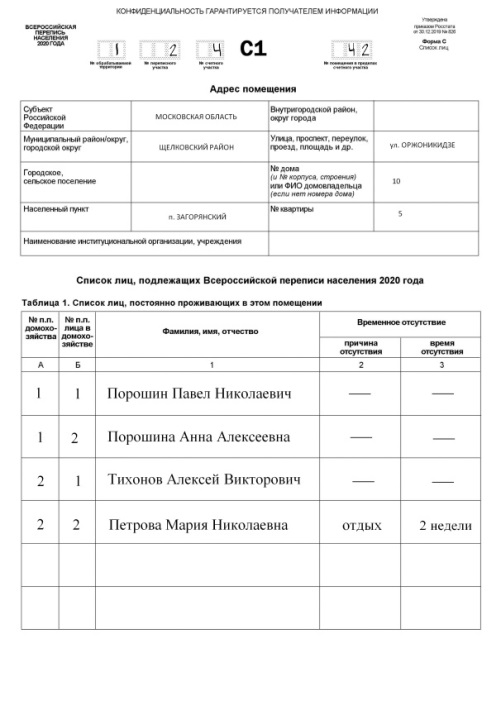 КОНФИДЕНЦИАЛЬНОСТЬ ГАРАНТИРУЕТСЯ ПОЛУЧАТЕЛЕМ ИНФОРМАЦИИ
ВСЕРОССИЙСКАЯ
ПЕРЕПИСЬ
НАСЕЛЕНИЯ
2020 ГОДА
1
2
4
С1
42
Утверждена
приказом Росстата
от 30.12.2019 № 826
Форма С
Список лиц
№ обрабатываемой
территории
№ переписного
участка
№ счетного
участка
№ помещения в пределах
счетного участка
Адрес помещения
Субъект
Российской
Федерации
МОСКОВСКАЯ ОБЛАСТЬ
Внутригородской район,
округ города
Муниципальный район/округ,
городской округ
ЩЕЛКОВСКИЙ РАЙОН
Улица, проспект, переулок,
проезд, площадь и др.
ул. ОРЖОНИКИДЗЕ
Городское,
сельское поселение
№ дома
(и № корпуса, строения)
или ФИО домовладельца
(если нет номера дома)
10
Населенный пункт
п. ЗАГОРЯНСКИЙ
№ квартиры
5
Наименование институциональной организации, учреждения
Список лиц, подлежащих Всероссийской переписи населения 2020 года
Таблица 1. Список лиц, постоянно проживающих в этом помещении
№ п.п.
домохо-
зяйства
№ п.п.
лица в
домохо-
зяйстве
Фамилия, имя, отчество
Временное отсутствие
причина
отсутствия
время
отсутствия
А Б 1 2 3
1 1 Порошин Павел Николаевич — —
1 2 Порошина Анна Алексеевна — —
2 1 Тихонов Алексей Викторович — —
2 2 Петрова Мария Николаевна отдых 2 недели